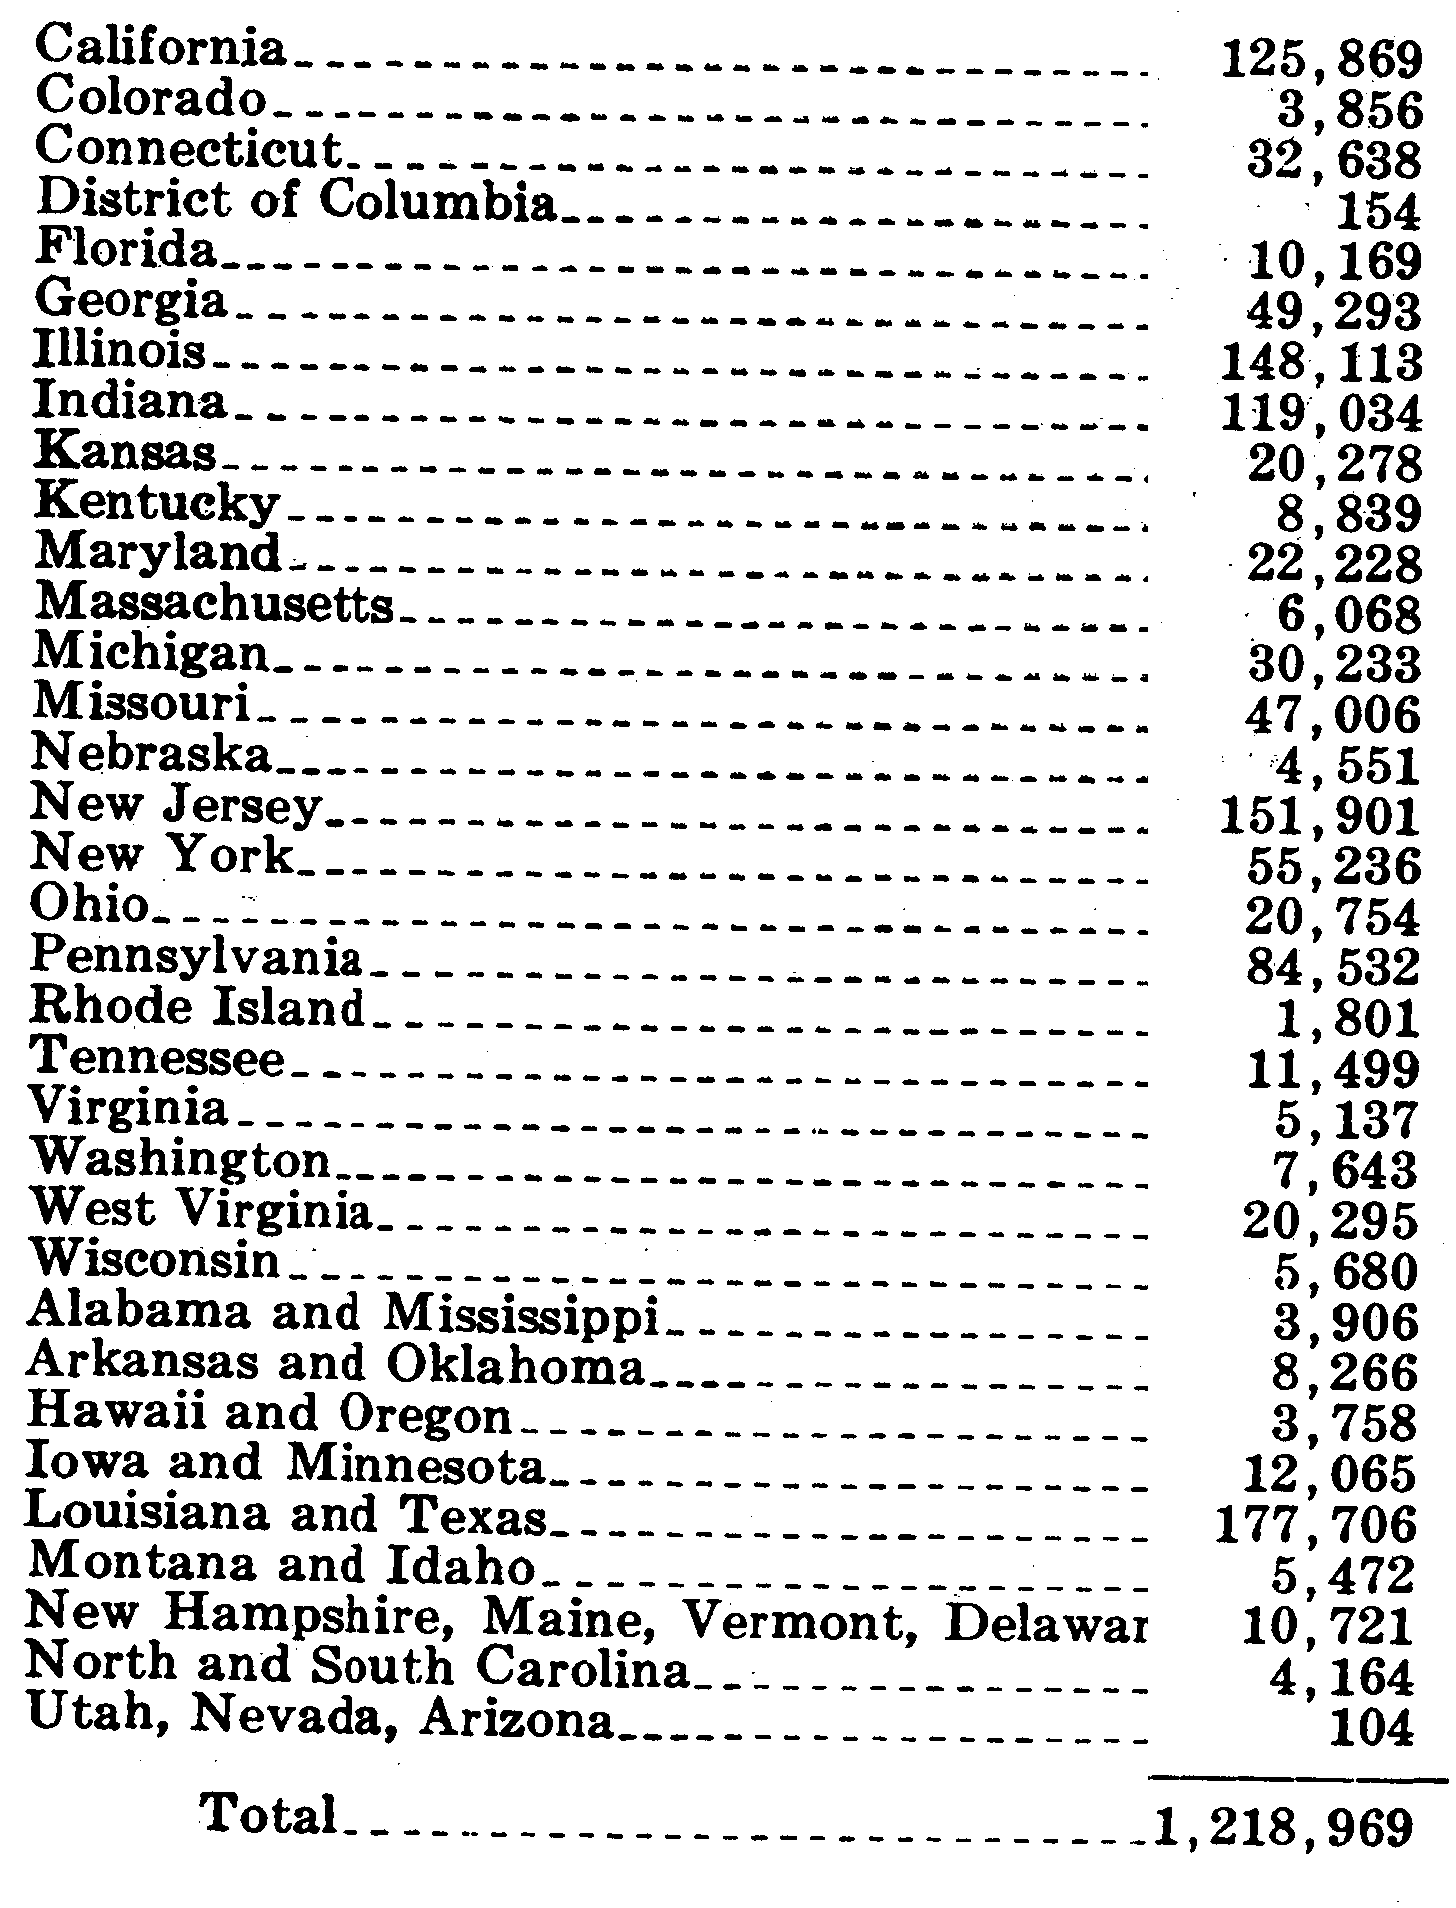 California 125,869
Colorado 3,856
Connecticut 32,638
District of Columbia 154
Florida 10,169
Georgia 49,293
Illinois 148,113
Indiana 119,034
Kansas 20,278
Kentucky 8,839
Maryland 22,228
Massachusetts 6,068
Michigan 30,233
Missouri 47,006
Nebraska 4,551
New Jersey 151,901
New York 55,236
Ohio 20,754
Pennsylvania 84,532
Rhode Island 1,801
Tennessee 11,499
Virginia 5,137
Washington 7,643
West Virginia 20,295
Wisconsin 5,680
Alabama and Mississippi 3,906
Arkansas and Oklahoma 8,266
Hawaii and Oregon 3,758
Iowa and Minnesota 12,065
Louisiana and Texas 177,706
Montana and Idaho 5,472
New Hampshire, Maine, Vermont, Delawar 10,721
North and South Carolina 4,164
Utah, Nevada, Arizona 104
Total 1,218,969